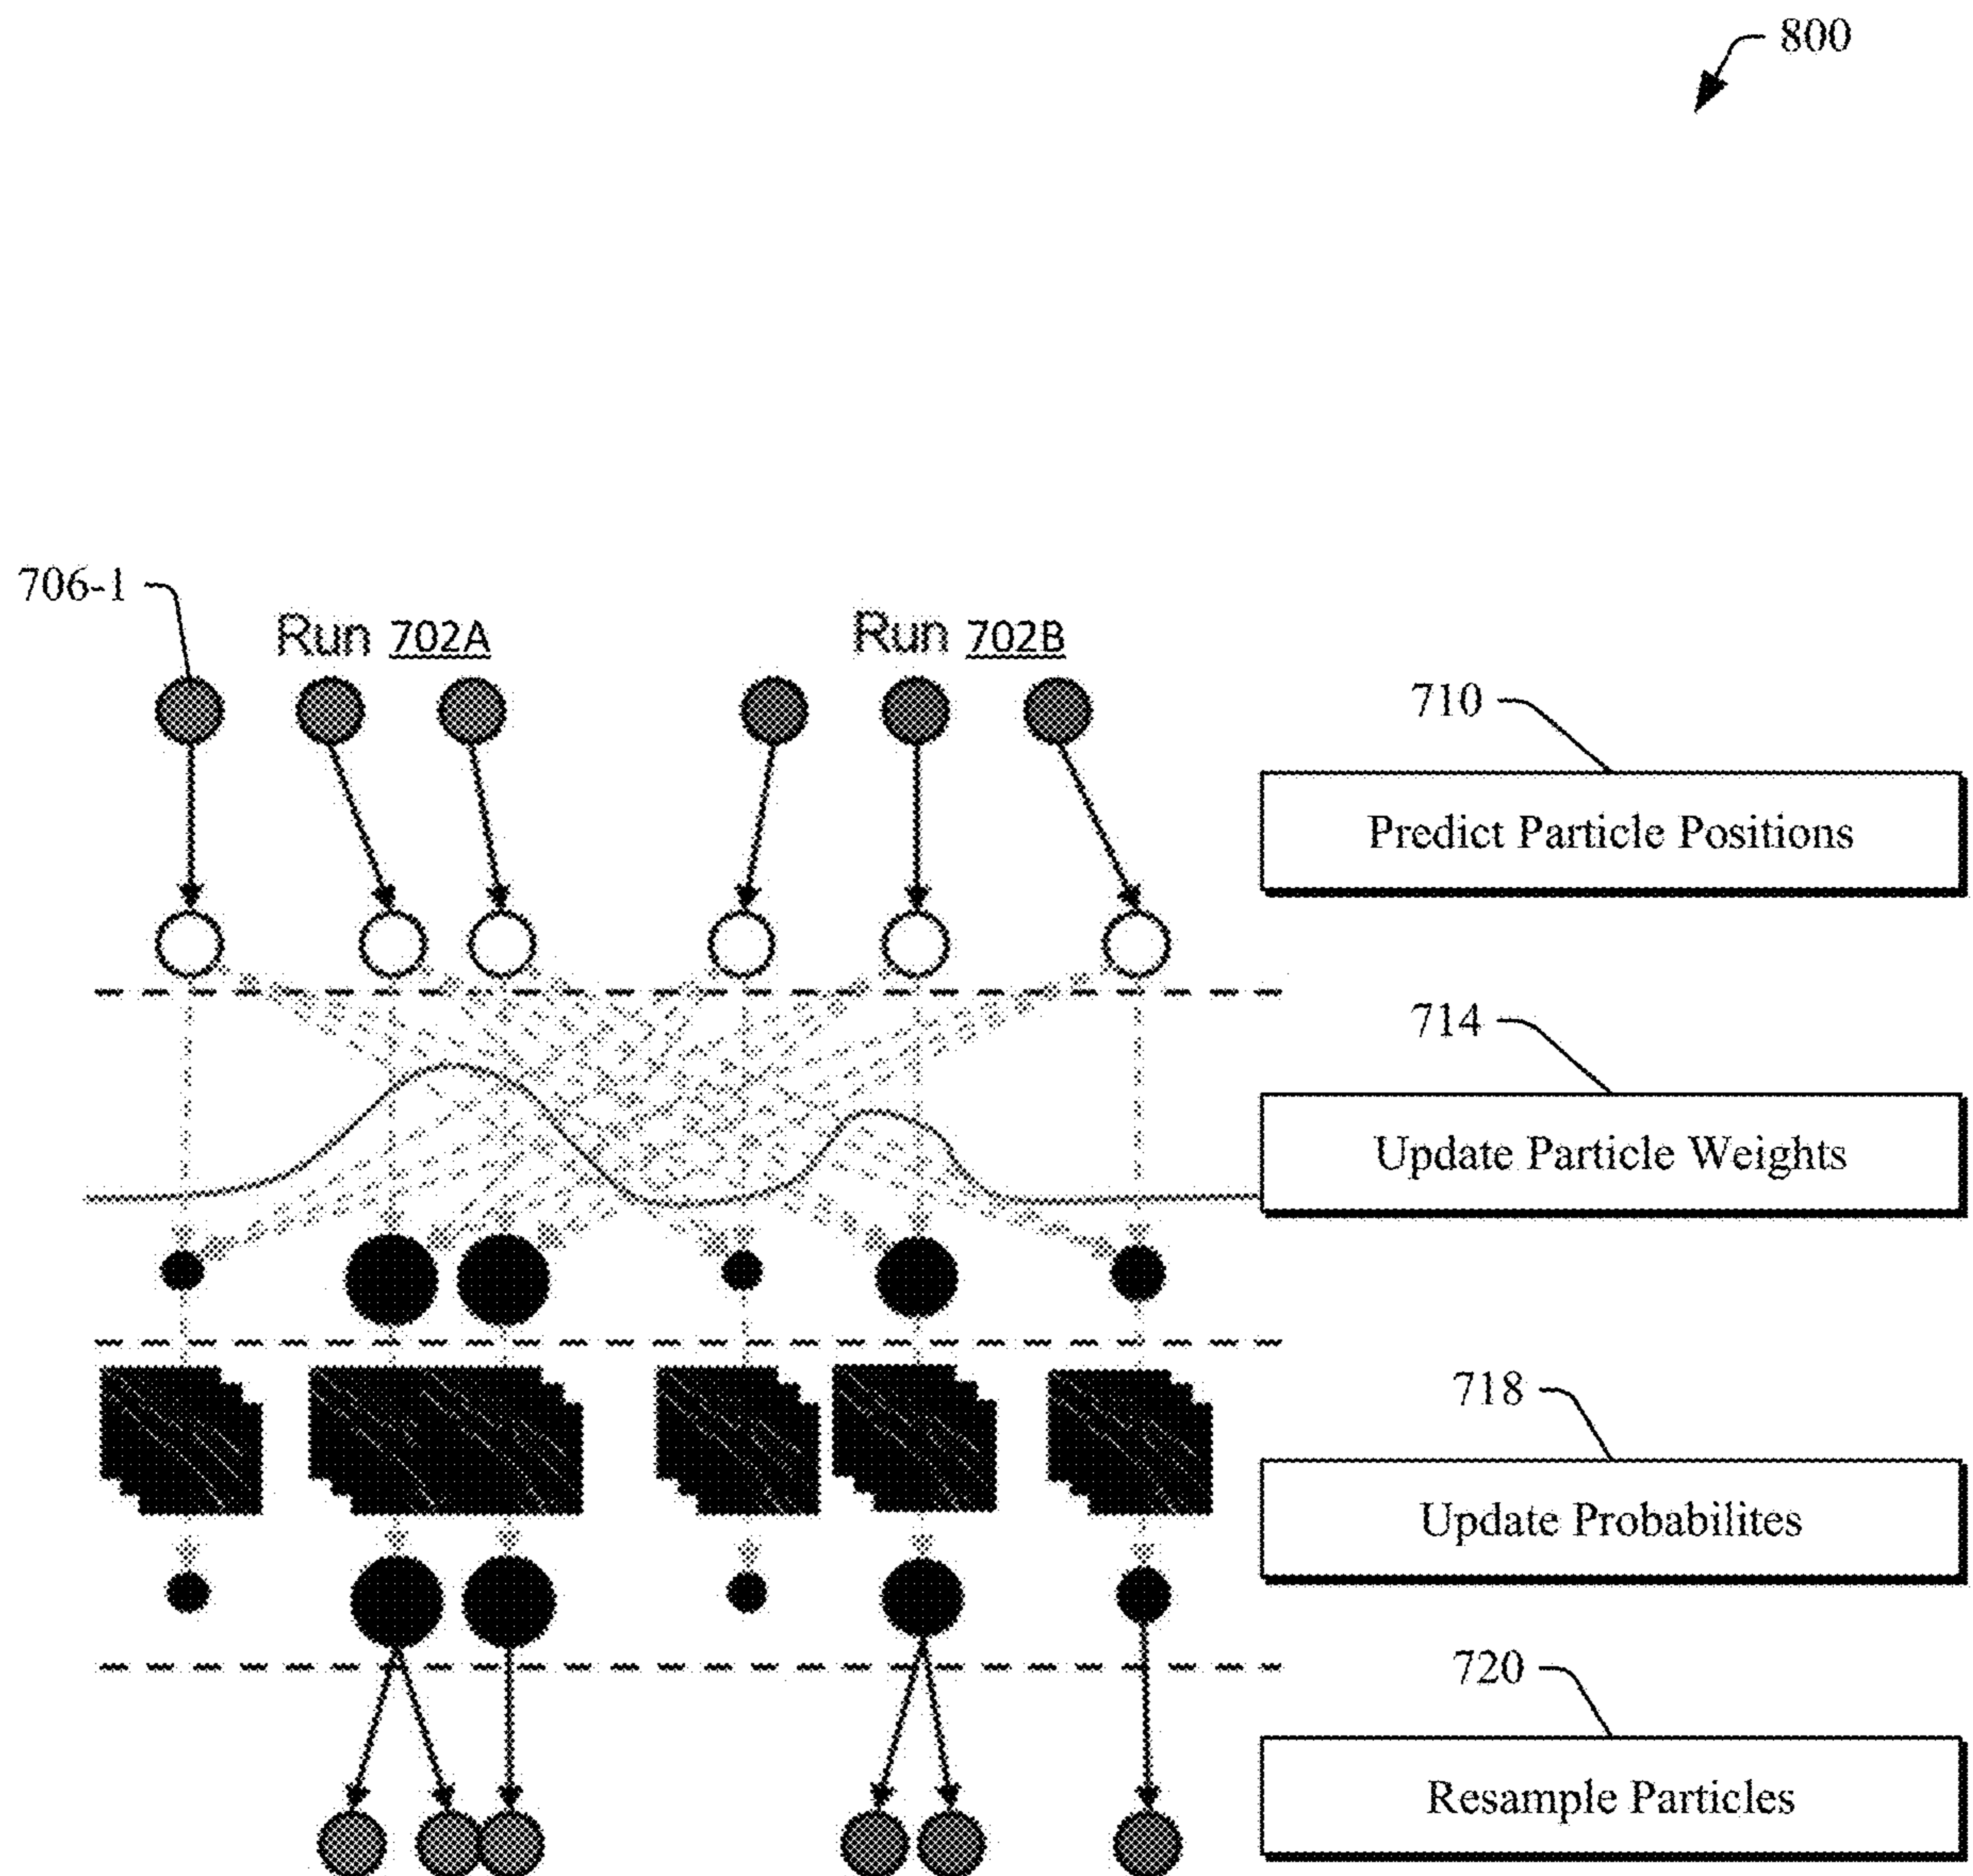 800
706-1
Run 702A
Run 702B
710
Predict Particle Positions
714
Update Particle Weights
718
Update Probabilites
720
Resample Particles